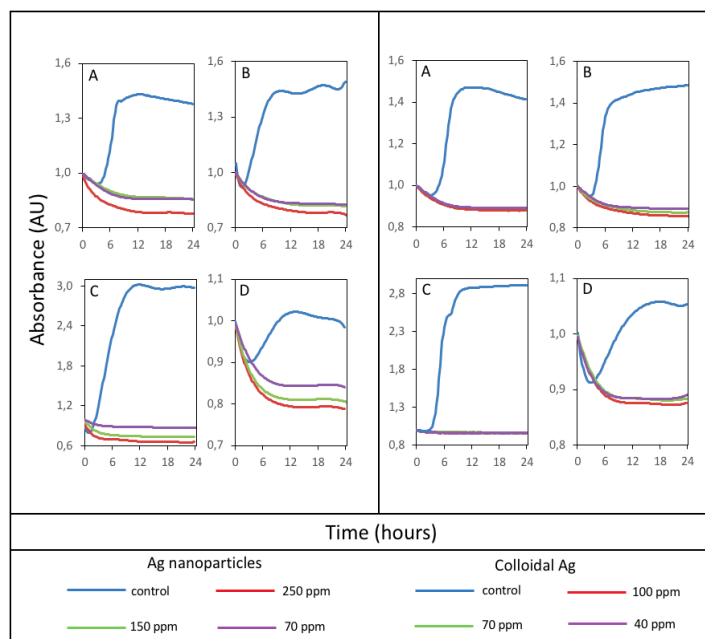 A
1,6
1,3
1,0
0,7
0 6 12 18 24
B
1,6
1,3
1,0
0,7
0 6 12 18 24
A
1,6
1,4
1,2
1,0
0,8
0 6 12 18 24
B
1,6
1,4
1,2
1,0
0,8
0 6 12 18 24
Absorbance (AU)
C
3,0
2,4
1,8
1,2
0,6
0 6 12 18 24
D
1,1
1,0
0,9
0,8
0,7
0 6 12 18 24
C
2,8
2,3
1,8
1,3
0,8
0 6 12 18 24
D
1,1
1,0
0,9
0,8
0 6 12 18 24
Time (hours)
Ag nanoparticles
control
250 ppm
150 ppm
70 ppm
Colloidal Ag
control
100 ppm
70 ppm
40 ppm